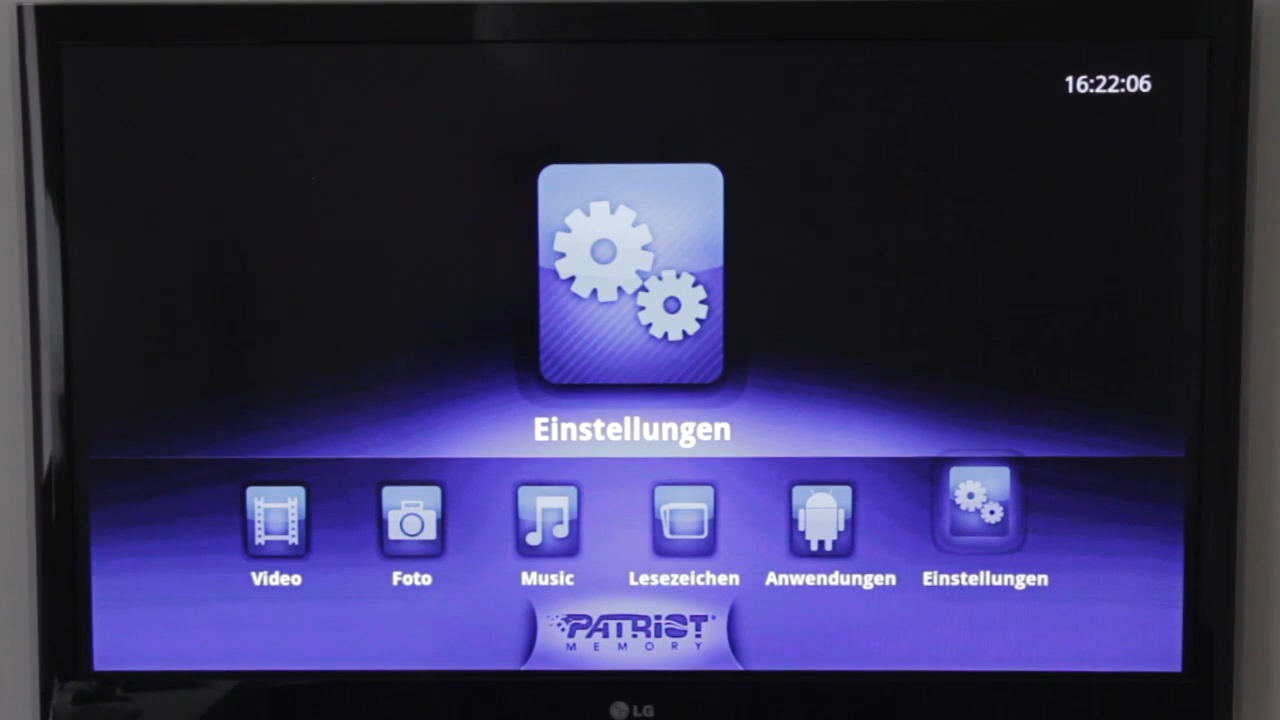 16:22:06
Einstellungen
Video Foto Music Lesezeichen Anwendungen Einstellungen
PATRIOT
MEMORY
LG